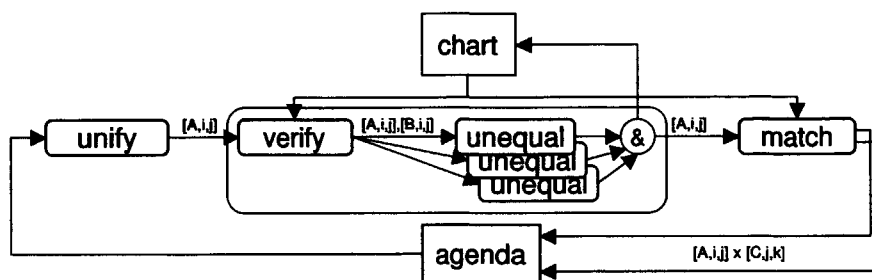 chart
unify
[A,i,j]
verify
[A,i,j],[B,i,j]
unequal
unequal
unequal
&
[A,i,j]
match
agenda
[A,i,j] x [C,j,k]